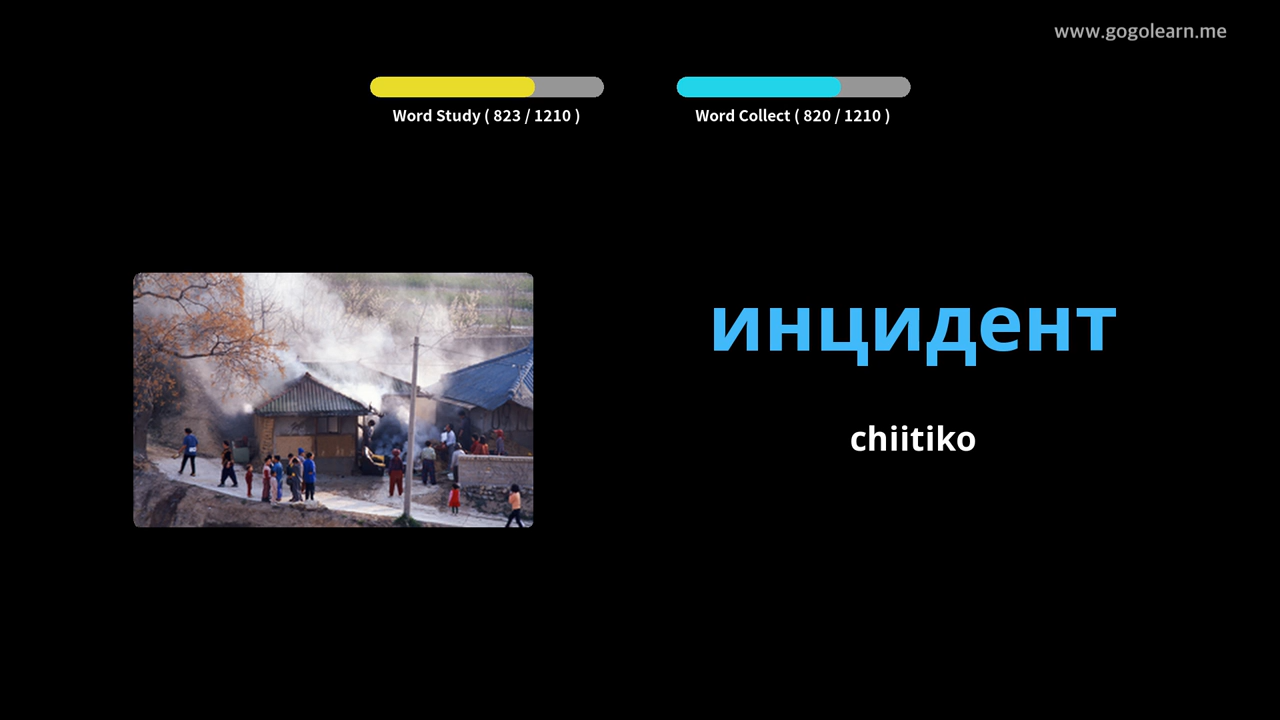 www.gogolearn.me
Word Study ( 823 / 1210 )
Word Collect ( 820 / 1210 )
инцидент
chiitiko